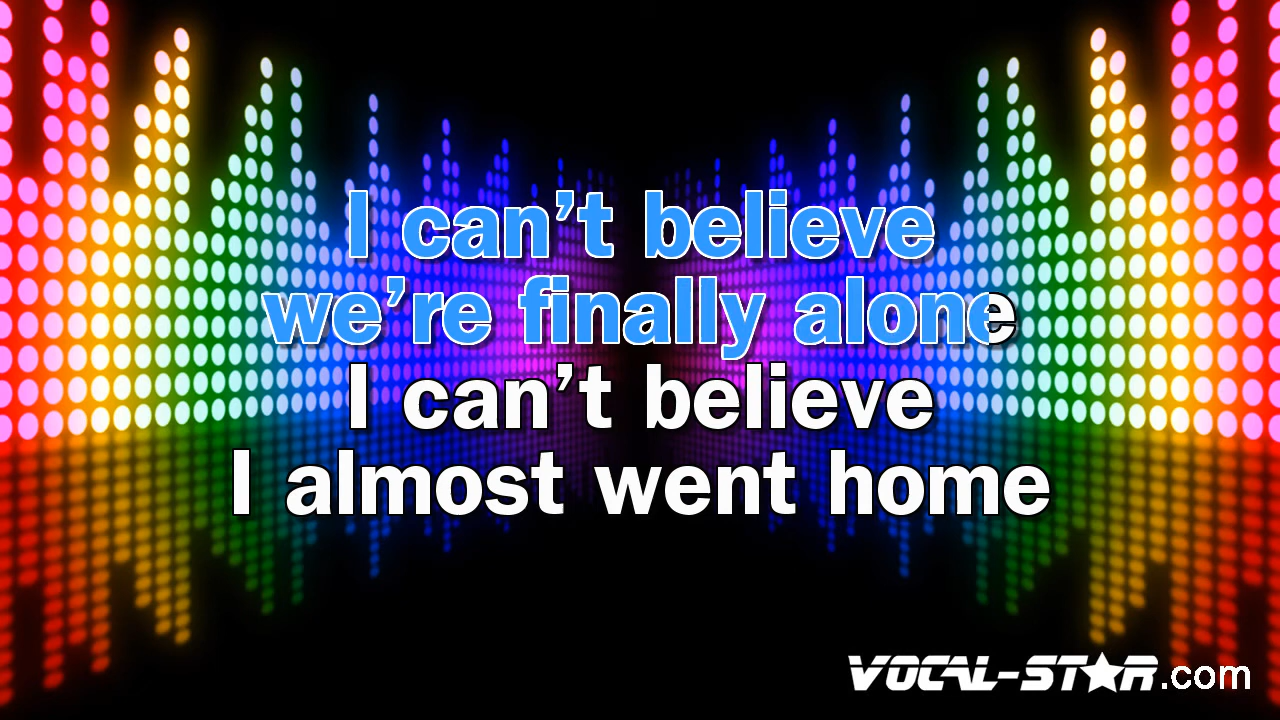 I can’t believe
we’re finally alone
I can’t believe
I almost went home
VOCAL-STAR.com